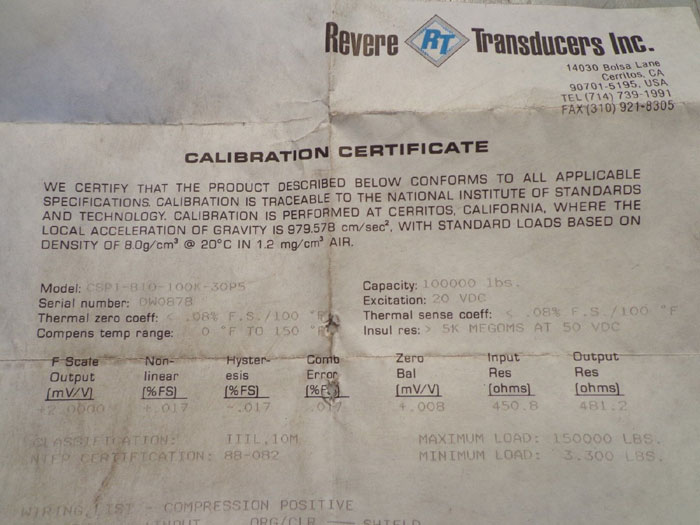 Revere RT Transducers Inc.
14030 Bolsa Lane
Cerritos, CA
90701-5195, USA
TEL (714) 739-1991
FAX (310) 921-8305
CALIBRATION CERTIFICATE
WE CERTIFY THAT THE PRODUCT DESCRIBED BELOW CONFORMS TO ALL APPLICABLE
SPECIFICATIONS. CALIBRATION IS TRACEABLE TO THE NATIONAL INSTITUTE OF STANDARDS
AND TECHNOLOGY. CALIBRATION IS PERFORMED AT CERRITOS, CALIFORNIA, WHERE THE
LOCAL ACCELERATION OF GRAVITY IS 979.578 cm/sec², WITH STANDARD LOADS BASED ON
DENSITY OF 8.0g/cm³ @ 20°C IN 1.2 mg/cm³ AIR.
Model: CSP1-B10-100K-30P5 Capacity: 100000 lbs.
Serial number: 0W0878 Excitation: 20 VDC
Thermal zero coeff: < .08% F.S./100 °F Thermal sense coeff: < .08% F.S./100 °F
Compens temp range: 0 °F TO 150 °F Insul res: > 5K MEGOMS AT 50 VDC
F Scale Non- Hyster- Comb Zero Input Output
Output linear esis Error Bal Res Res
[mV/V] [%FS] [%FS] [%FS] [mV/V] [ohms] [ohms]
+2.0000 +.017 -.017 .017 +.008 450.8 481.2
CLASSIFICATION: IIIL,10M MAXIMUM LOAD: 150000 LBS.
NTEP CERTIFICATION: 88-082 MINIMUM LOAD: 3.300 LBS.
WIRING LIST - COMPRESSION POSITIVE
INPUT ORG/CLR SHIELD